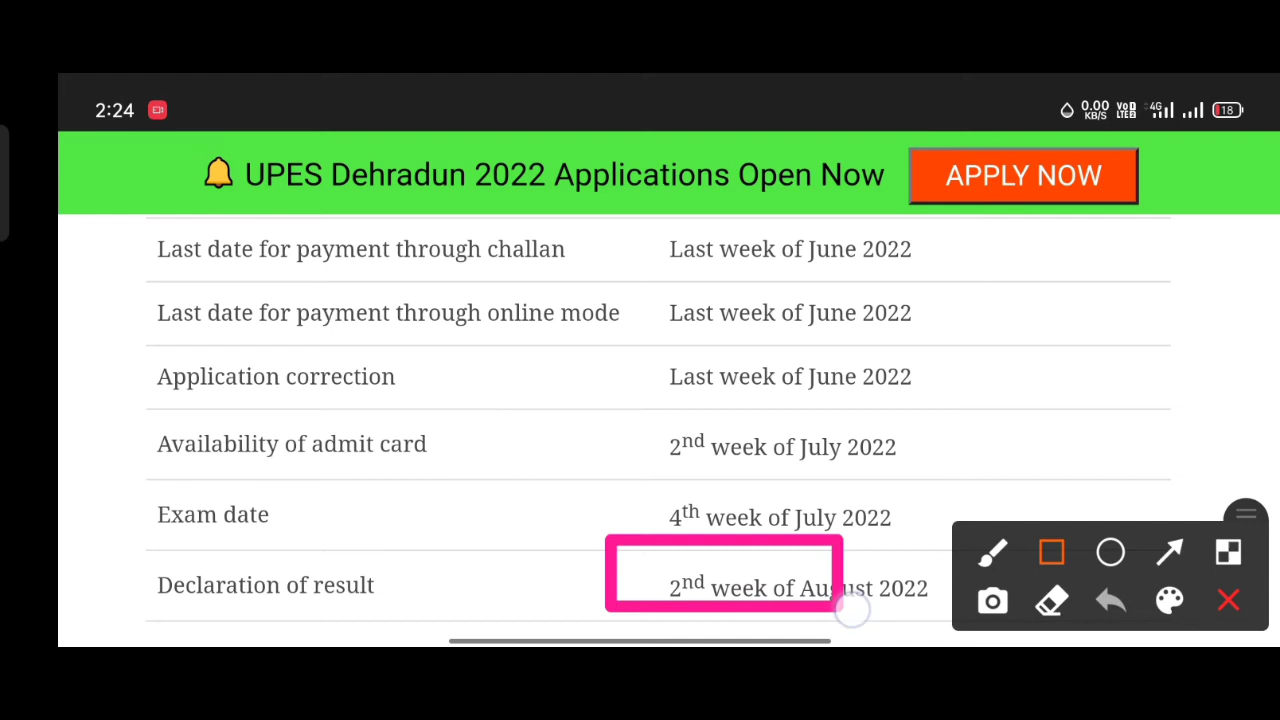 2:24 0.00 KB/S VoD LTE2 4G 18
UPES Dehradun 2022 Applications Open Now APPLY NOW
Last date for payment through challan Last week of June 2022
Last date for payment through online mode Last week of June 2022
Application correction Last week of June 2022
Availability of admit card 2nd week of July 2022
Exam date 4th week of July 2022
Declaration of result 2nd week of August 2022